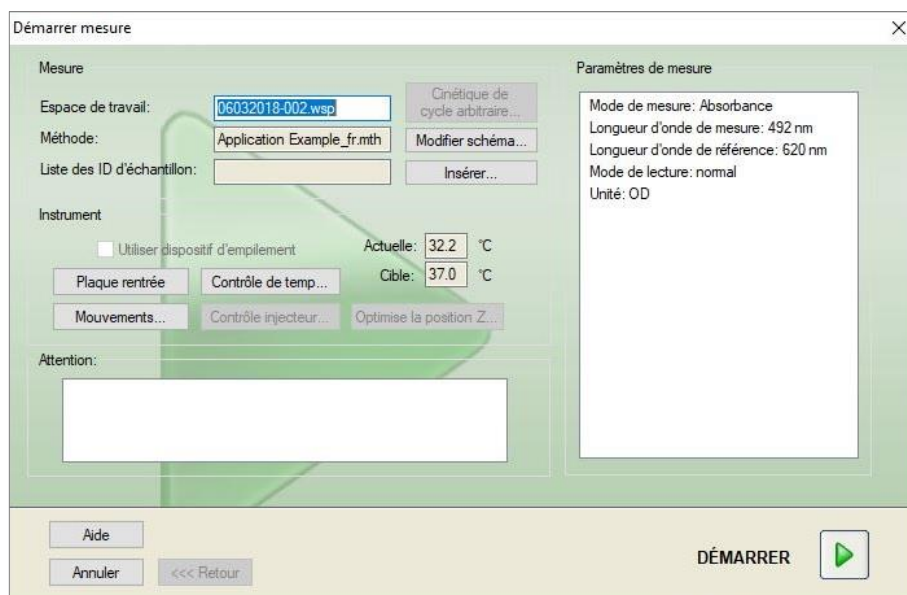 Démarrer mesure
Mesure
Espace de travail: 06032018-002.wsp
Cinétique de
cycle arbitraire...
Méthode: Application Example_fr.mth Modifier schéma...
Liste des ID d'échantillon: Insérer...
Instrument
Utiliser dispositif d'empilement
Actuelle: 32.2 °C
Cible: 37.0 °C
Plaque rentrée Contrôle de temp...
Mouvements... Contrôle injecteur... Optimise la position Z...
Attention:
Paramètres de mesure
Mode de mesure: Absorbance
Longueur d'onde de mesure: 492 nm
Longueur d'onde de référence: 620 nm
Mode de lecture: normal
Unité: OD
Aide
Annuler <<< Retour
DÉMARRER